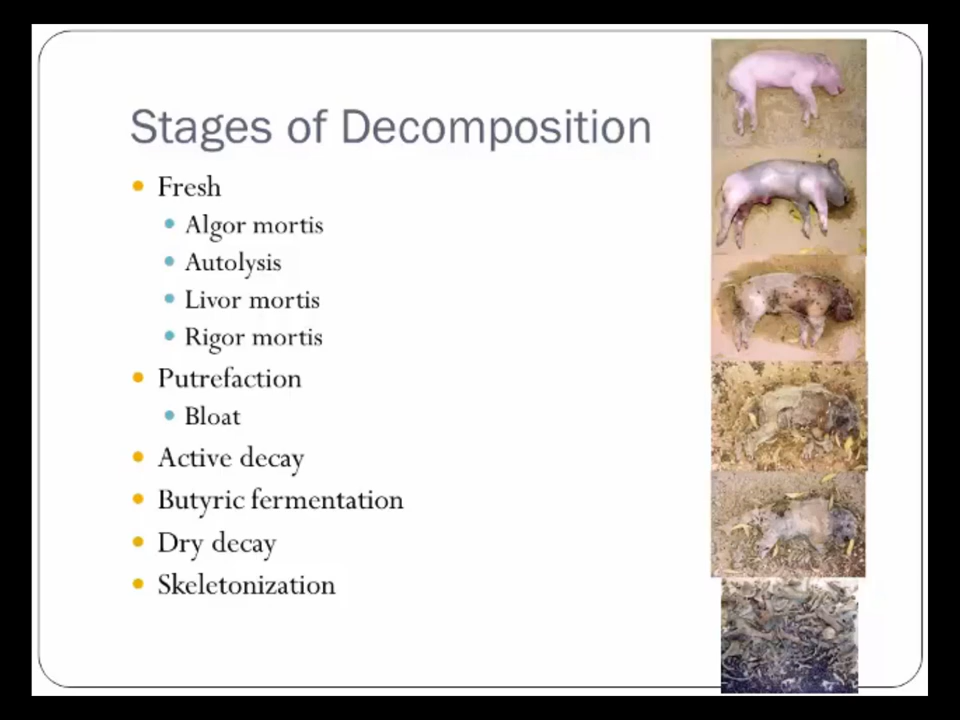 Stages of Decomposition
Fresh
Algor mortis
Autolysis
Livor mortis
Rigor mortis
Putrefaction
Bloat
Active decay
Butyric fermentation
Dry decay
Skeletonization